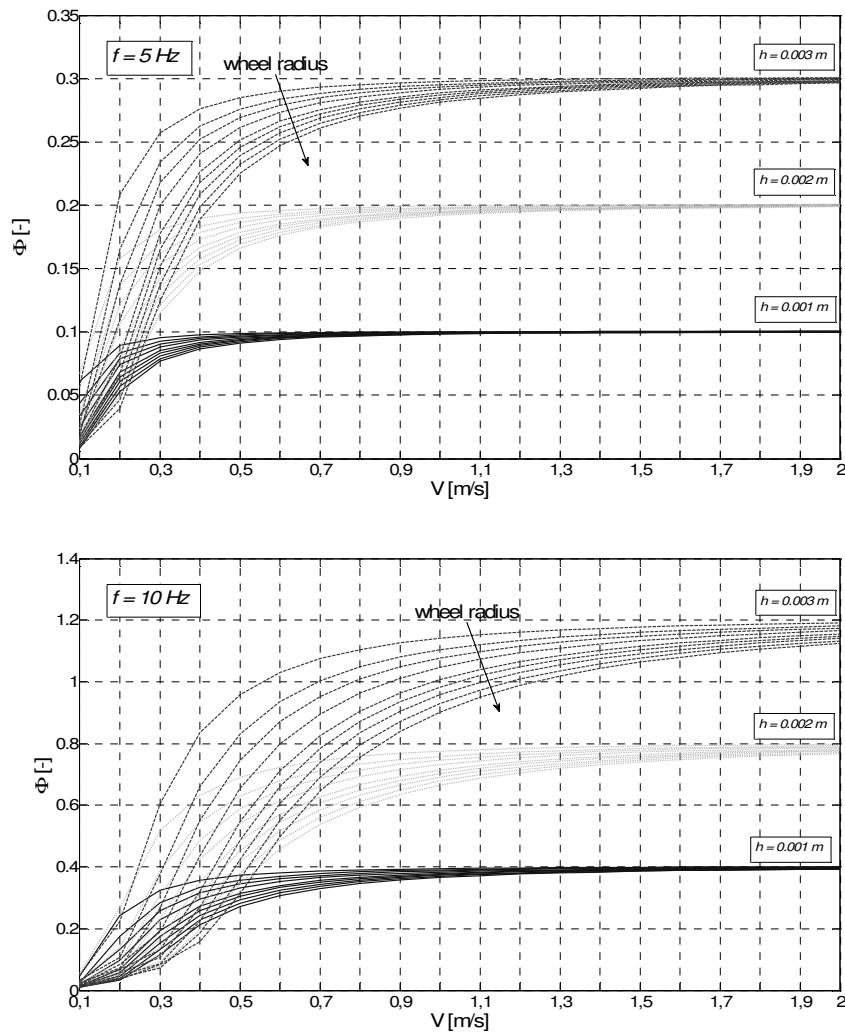 f = 5 Hz
wheel radius
h = 0.003 m
h = 0.002 m
h = 0.001 m
0.35
0.3
0.25
0.2
0.15
0.1
0.05
0
Φ [-]
0,1 0,3 0,5 0,7 0,9 1,1 1,3 1,5 1,7 1,9 2
V [m/s]
f = 10 Hz
wheel radius
h = 0.003 m
h = 0.002 m
h = 0.001 m
1.4
1.2
1
0.8
0.6
0.4
0.2
0
Φ [-]
0,1 0,3 0,5 0,7 0,9 1,1 1,3 1,5 1,7 1,9 2
V [m/s]